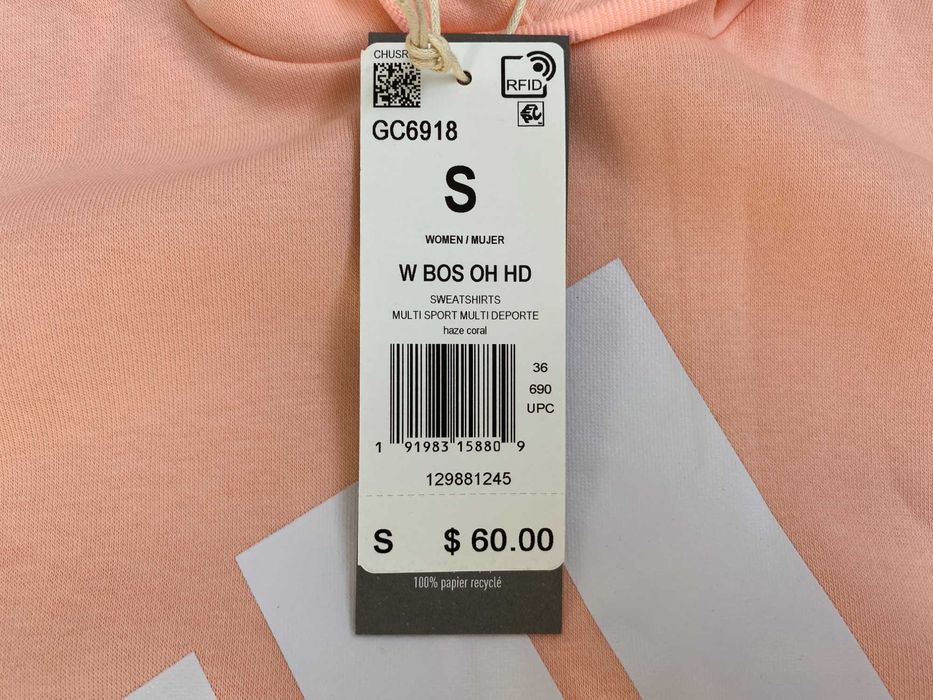 CHUSR
RFID
GC6918
S
WOMEN / MUJER
W BOS OH HD
SWEATSHIRTS
MULTI SPORT MULTI DEPORTE
haze coral
36
690
UPC
1 91983 15880 9
129881245
S $ 60.00
100% papier recyclé